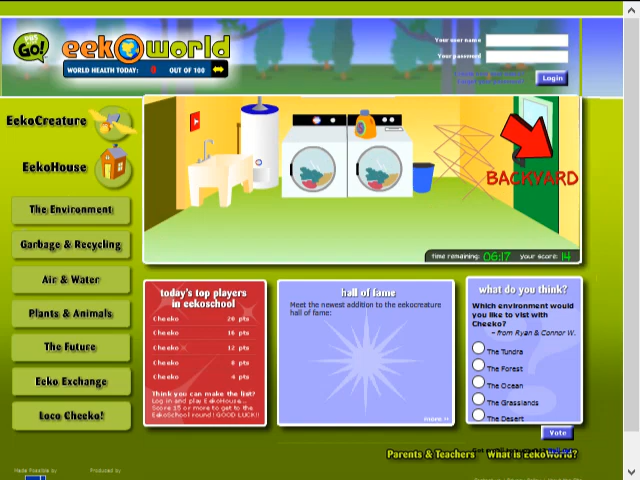 PBS
GO!
eekoworld
WORLD HEALTH TODAY:
OUT OF 100
Your user name
Your password
Login
EekoCreature
EekoHouse
The Environment
Garbage & Recycling
Air & Water
Plants & Animals
The Future
Eeko Exchange
Loco Cheeko!
BACKYARD
time remaining: 06:17 your score: 14
today's top players
in eekoschool
Cheeko 20 pts
Cheeko 16 pts
Cheeko 12 pts
Cheeko 8 pts
Cheeko 4 pts
Think you can make the list?
Log in and play EekoHouse...
Score 15 or more to get to the
EekoSchool round! GOOD LUCK!!
hall of fame
Meet the newest addition to the eekocreature
hall of fame:
more
what do you think?
Which environment would
you like to vist with
Cheeko?
- from Ryan & Connor W.
The Tundra
The Forest
The Ocean
The Grasslands
The Desert
Vote
Parents & Teachers
What is EekoWorld?
Made Possible by
Produced by